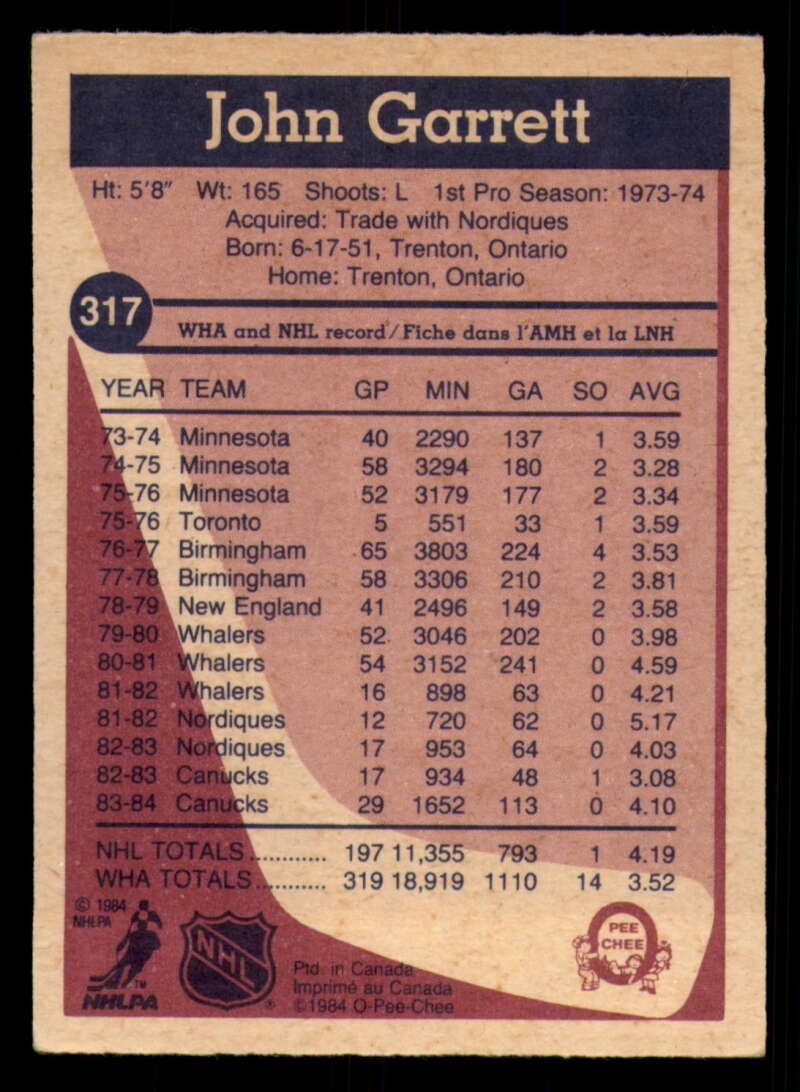 John Garrett
Ht: 5'8" Wt: 165 Shoots: L 1st Pro Season: 1973-74
Acquired: Trade with Nordiques
Born: 6-17-51, Trenton, Ontario
Home: Trenton, Ontario
317
WHA and NHL record/Fiche dans l'AMH et la LNH
YEAR TEAM GP MIN GA SO AVG
73-74 Minnesota 40 2290 137 1 3.59
74-75 Minnesota 58 3294 180 2 3.28
75-76 Minnesota 52 3179 177 2 3.34
75-76 Toronto 5 551 33 1 3.59
76-77 Birmingham 65 3803 224 4 3.53
77-78 Birmingham 58 3306 210 2 3.81
78-79 New England 41 2496 149 2 3.58
79-80 Whalers 52 3046 202 0 3.98
80-81 Whalers 54 3152 241 0 4.59
81-82 Whalers 16 898 63 0 4.21
81-82 Nordiques 12 720 62 0 5.17
82-83 Nordiques 17 953 64 0 4.03
82-83 Canucks 17 934 48 1 3.08
83-84 Canucks 29 1652 113 0 4.10
NHL TOTALS............ 197 11,355 793 1 4.19
WHA TOTALS........... 319 18,919 1110 14 3.52
© 1984
NHLPA
TM
NHLPA
NHL
®
Ptd. in Canada
Imprimé au Canada
©1984 O-Pee-Chee
PEE
CHEE